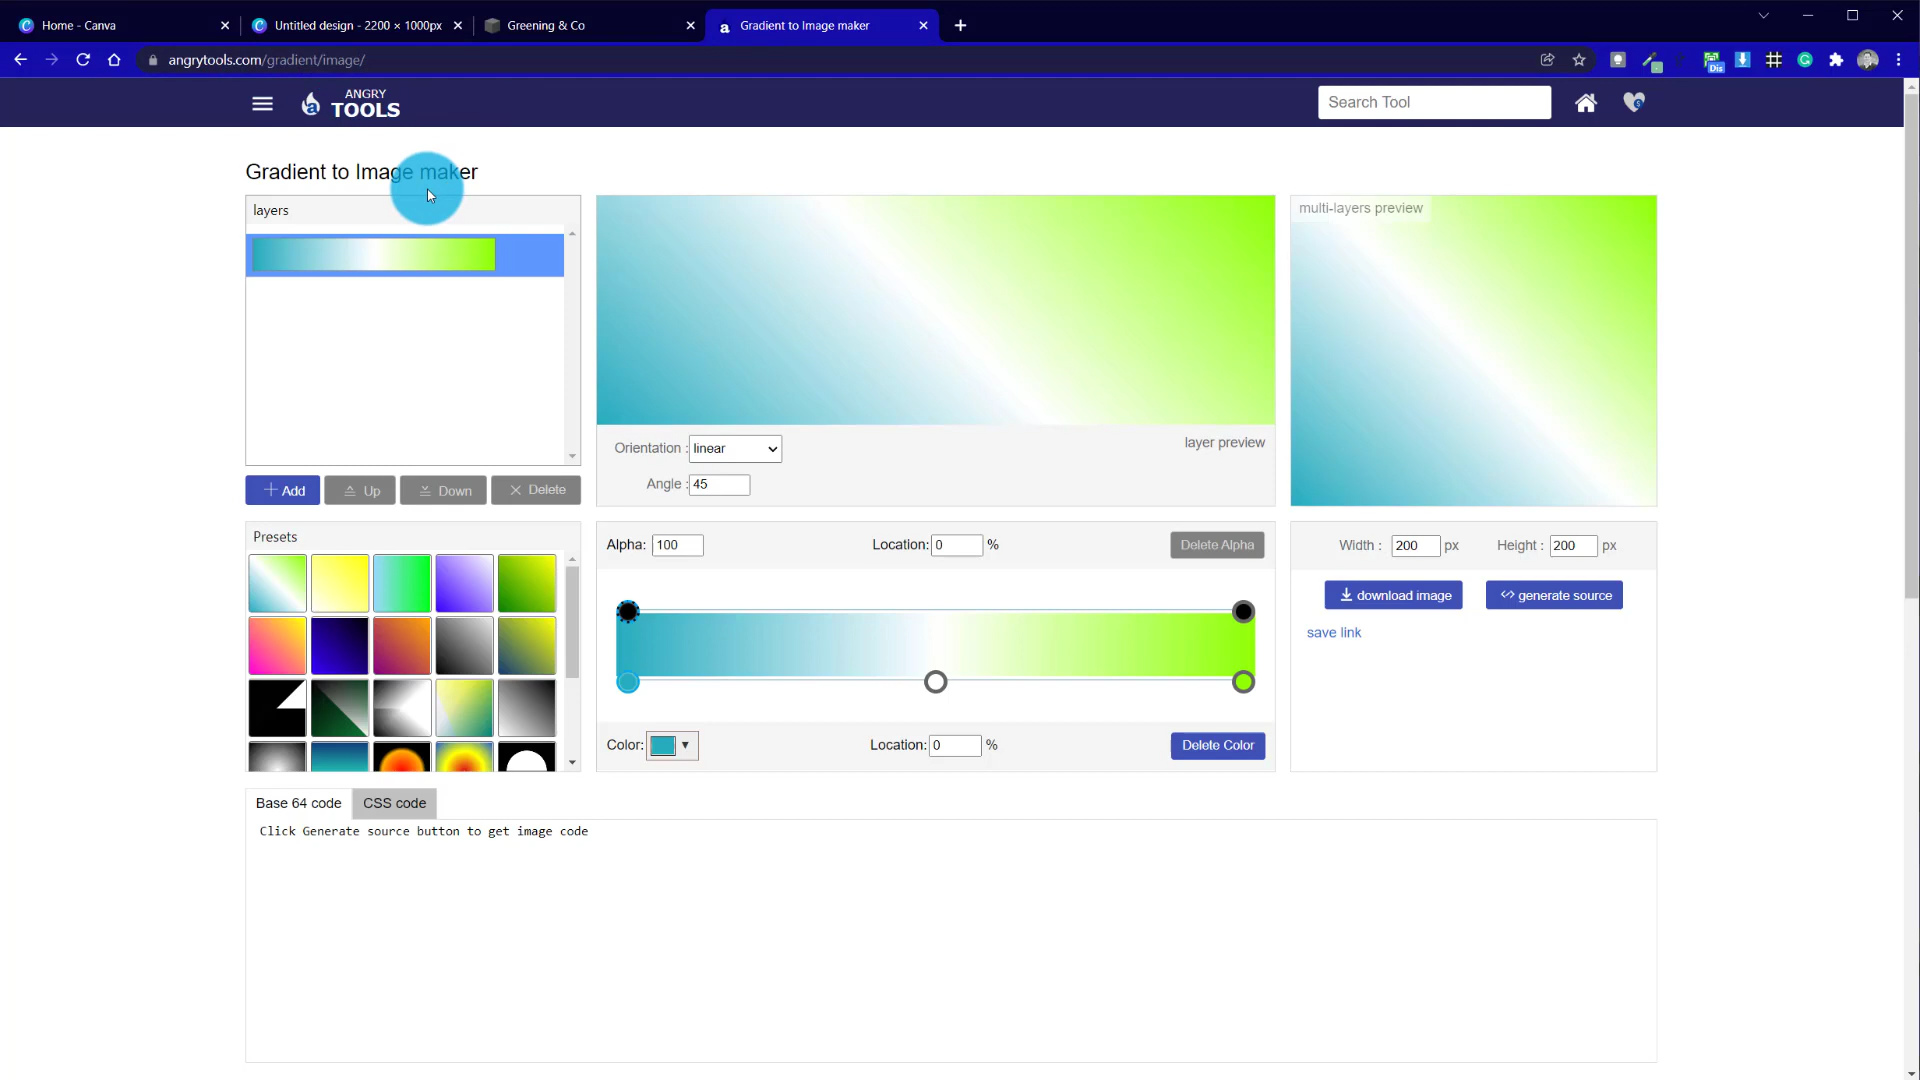 Home - Canva
Untitled design - 2200 × 1000px
Greening & Co
Gradient to Image maker
angrytools.com/gradient/image/
Dis
ANGRY
TOOLS
Search Tool
Gradient to Image maker
layers
multi-layers preview
Orientation : linear
layer preview
Angle : 45
Add
Up
Down
Delete
Presets
Alpha: 100
Location: 0 %
Delete Alpha
Width : 200 px
Height : 200 px
download image
generate source
save link
Color:
Location: 0 %
Delete Color
Base 64 code
CSS code
Click Generate source button to get image code